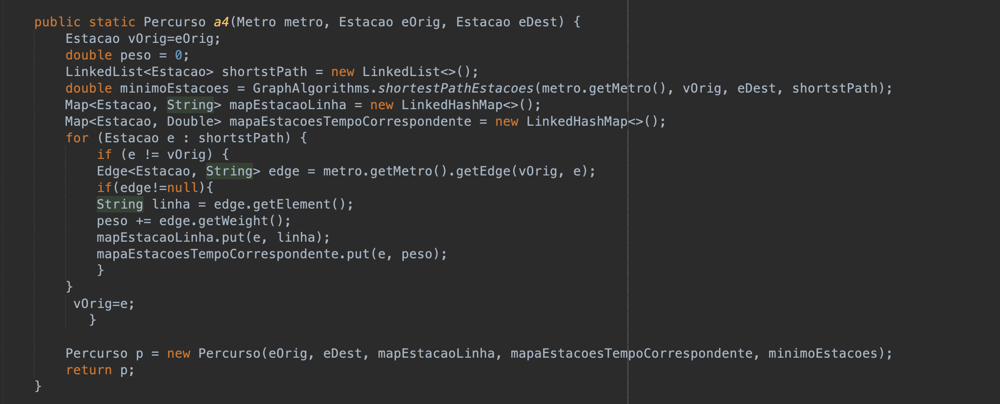 public static Percurso a4(Metro metro, Estacao eOrig, Estacao eDest) {
Estacao vOrig=eOrig;
double peso = 0;
LinkedList<Estacao> shortstPath = new LinkedList<>();
double minimoEstacoes = GraphAlgorithms.shortestPathEstacoes(metro.getMetro(), vOrig, eDest, shortstPath);
Map<Estacao, String> mapEstacaoLinha = new LinkedHashMap<>();
Map<Estacao, Double> mapaEstacoesTempoCorrespondente = new LinkedHashMap<>();
for (Estacao e : shortstPath) {
if (e != vOrig) {
Edge<Estacao, String> edge = metro.getMetro().getEdge(vOrig, e);
if(edge!=null){
String linha = edge.getElement();
peso += edge.getWeight();
mapEstacaoLinha.put(e, linha);
mapaEstacoesTempoCorrespondente.put(e, peso);
}
}
vOrig=e;
}
Percurso p = new Percurso(eOrig, eDest, mapEstacaoLinha, mapaEstacoesTempoCorrespondente, minimoEstacoes);
return p;
}